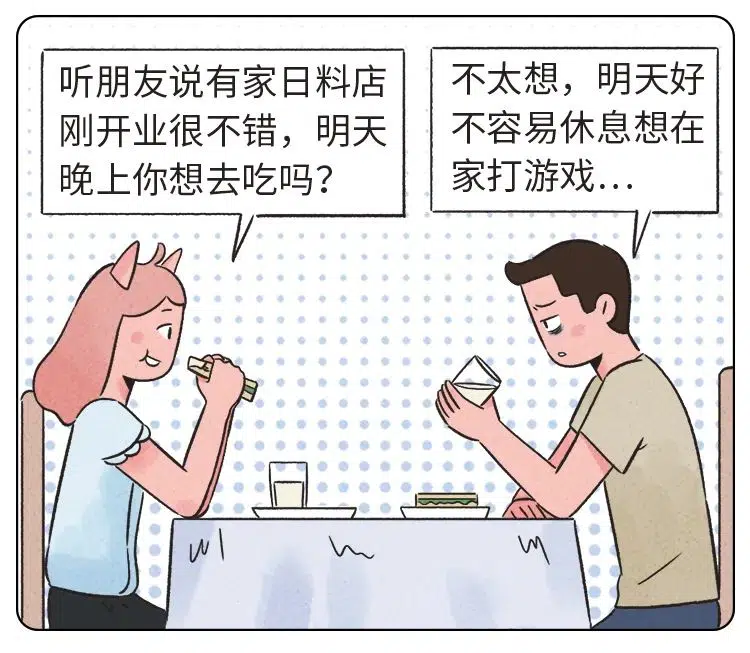 听朋友说有家日料店
刚开业很不错，明天
晚上你想去吃吗？
不太想，明天好
不容易休息想在
家打游戏...